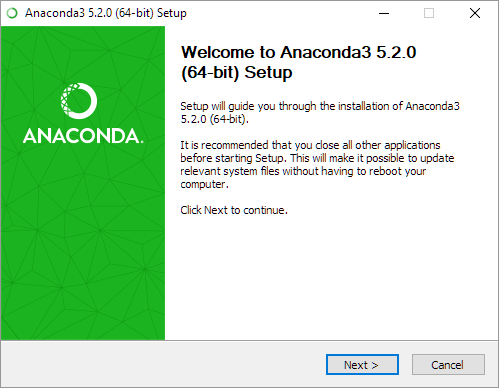 Anaconda3 5.2.0 (64-bit) Setup
ANACONDA.
Welcome to Anaconda3 5.2.0
(64-bit) Setup
Setup will guide you through the installation of Anaconda3
5.2.0 (64-bit).
It is recommended that you close all other applications
before starting Setup. This will make it possible to update
relevant system files without having to reboot your
computer.
Click Next to continue.
Next >
Cancel